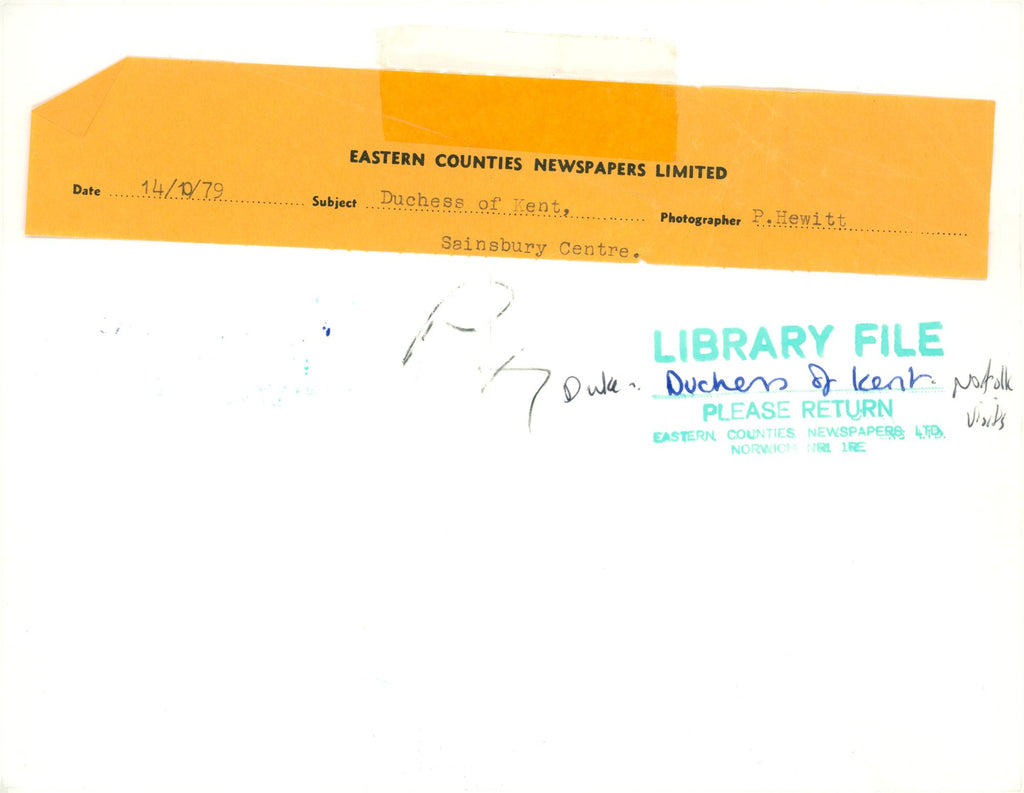 EASTERN COUNTIES NEWSPAPERS LIMITED
Date 14/10/79 Subject Duchess of Kent, Photographer P.Hewitt
Sainsbury Centre.
LIBRARY FILE
Duke & Duchess of Kent. Norfolk
Visits
PLEASE RETURN
EASTERN COUNTIES NEWSPAPERS LTD.
NORWICH NR1 1RE